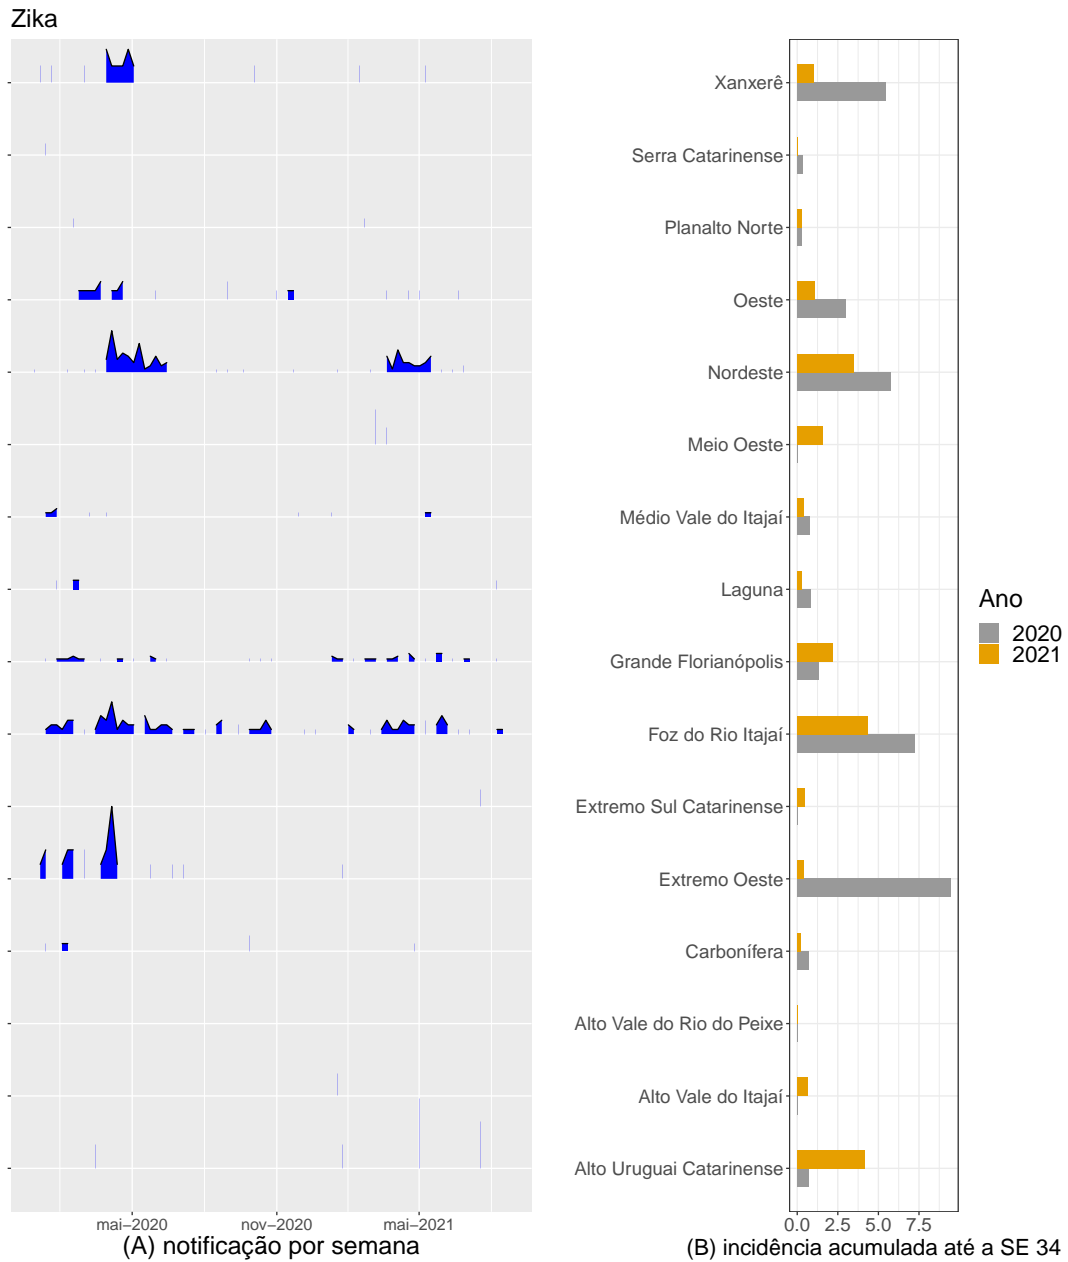 Zika
Xanxerê
Serra Catarinense
Planalto Norte
Oeste
Nordeste
Meio Oeste
Médio Vale do Itajaí
Laguna
Grande Florianópolis
Foz do Rio Itajaí
Extremo Sul Catarinense
Extremo Oeste
Carbonífera
Alto Vale do Rio do Peixe
Alto Vale do Itajaí
Alto Uruguai Catarinense
Ano
2020
2021
mai−2020 nov−2020 mai−2021
(A) notificação por semana
0.0 2.5 5.0 7.5
(B) incidência acumulada até a SE 34